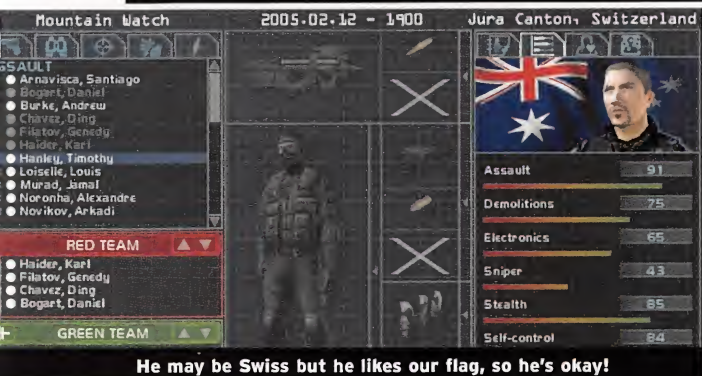 Mountain Watch
2005.02.12 - 1900
Jura Canton, Switzerland
SSAULT
Arnavisca, Santiago
Bogart, Daniel
Burke, Andrew
Chavez, Ding
Filatov, Genedy
Haider, Karl
Hanley, Timothy
Loiselle, Louis
Murad, Jamal
Noronha, Alexandre
Novikov, Arkadi
RED TEAM
Haider, Karl
Filatov, Genedy
Chavez, Ding
Bogart, Daniel
GREEN TEAM
Assault 91
Demolitions 75
Electronics 65
Sniper 43
Stealth 85
Self-control 84
He may be Swiss but he likes our flag, so he's okay!